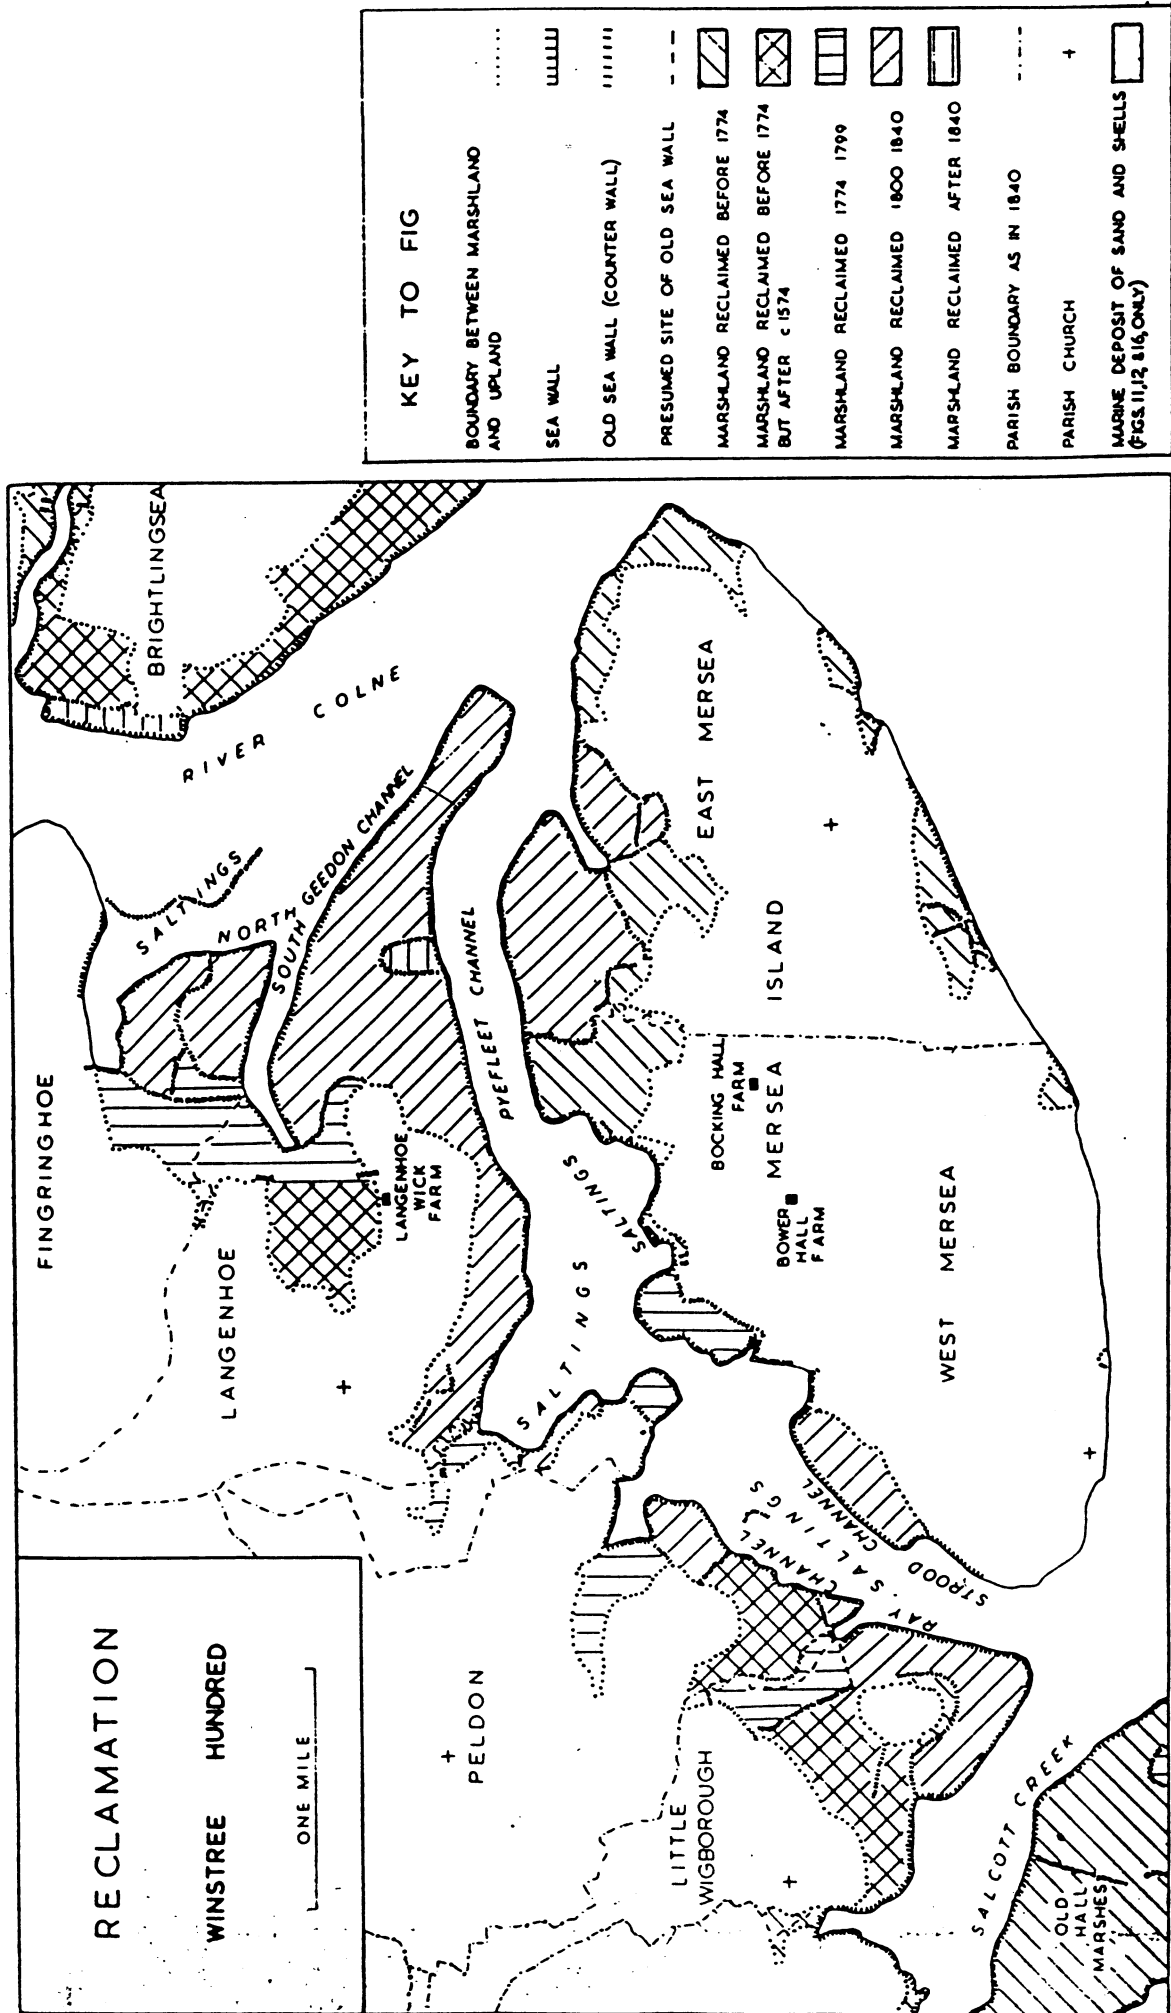 RECLAMATION
WINSTREE HUNDRED
ONE MILE
FINGRINGHOE
LANGENHOE
BRIGHTLINGSEA
RIVER COLNE
SALTINGS
NORTH GEEDON CHANNEL
SOUTH
LANGENHOE
WICK
FARM
PYEFLEET CHANNEL
SALTINGS
SALTINGS
SALTINGS
PELDON
LITTLE
WIGBOROUGH
EAST MERSEA
BOCKING HALL
FARM
MERSEA ISLAND
BOWER
HALL
FARM
WEST MERSEA
RAY CHANNEL
SALTINGS
STROOD CHANNEL
SALCOTT CREEK
OLD
HALL
MARSHES
KEY TO FIG
BOUNDARY BETWEEN MARSHLAND
AND UPLAND
SEA WALL
OLD SEA WALL (COUNTER WALL)
PRESUMED SITE OF OLD SEA WALL
MARSHLAND RECLAIMED BEFORE 1774
MARSHLAND RECLAIMED BEFORE 1774
BUT AFTER c 1574
MARSHLAND RECLAIMED 1774 1799
MARSHLAND RECLAIMED 1800 1840
MARSHLAND RECLAIMED AFTER 1840
PARISH BOUNDARY AS IN 1840
PARISH CHURCH
MARINE DEPOSIT OF SAND AND SHELLS
(FIGS. 11, 12, &16, ONLY)